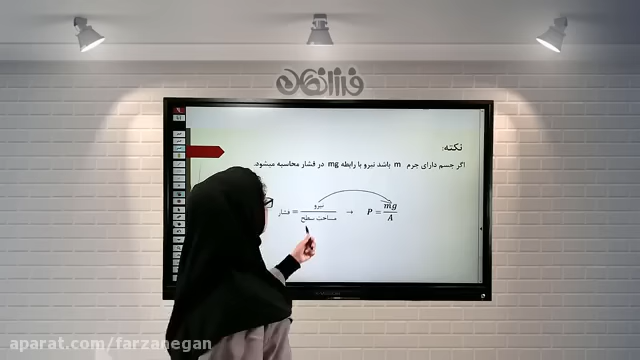 فرزانگان
نکته:
اگر جسم دارای جرم m باشد نیرو با رابطه mg در فشار محاسبه میشود.
فشار = نیرو / مساحت سطح → P = mg / A
aparat.com/farzanegan